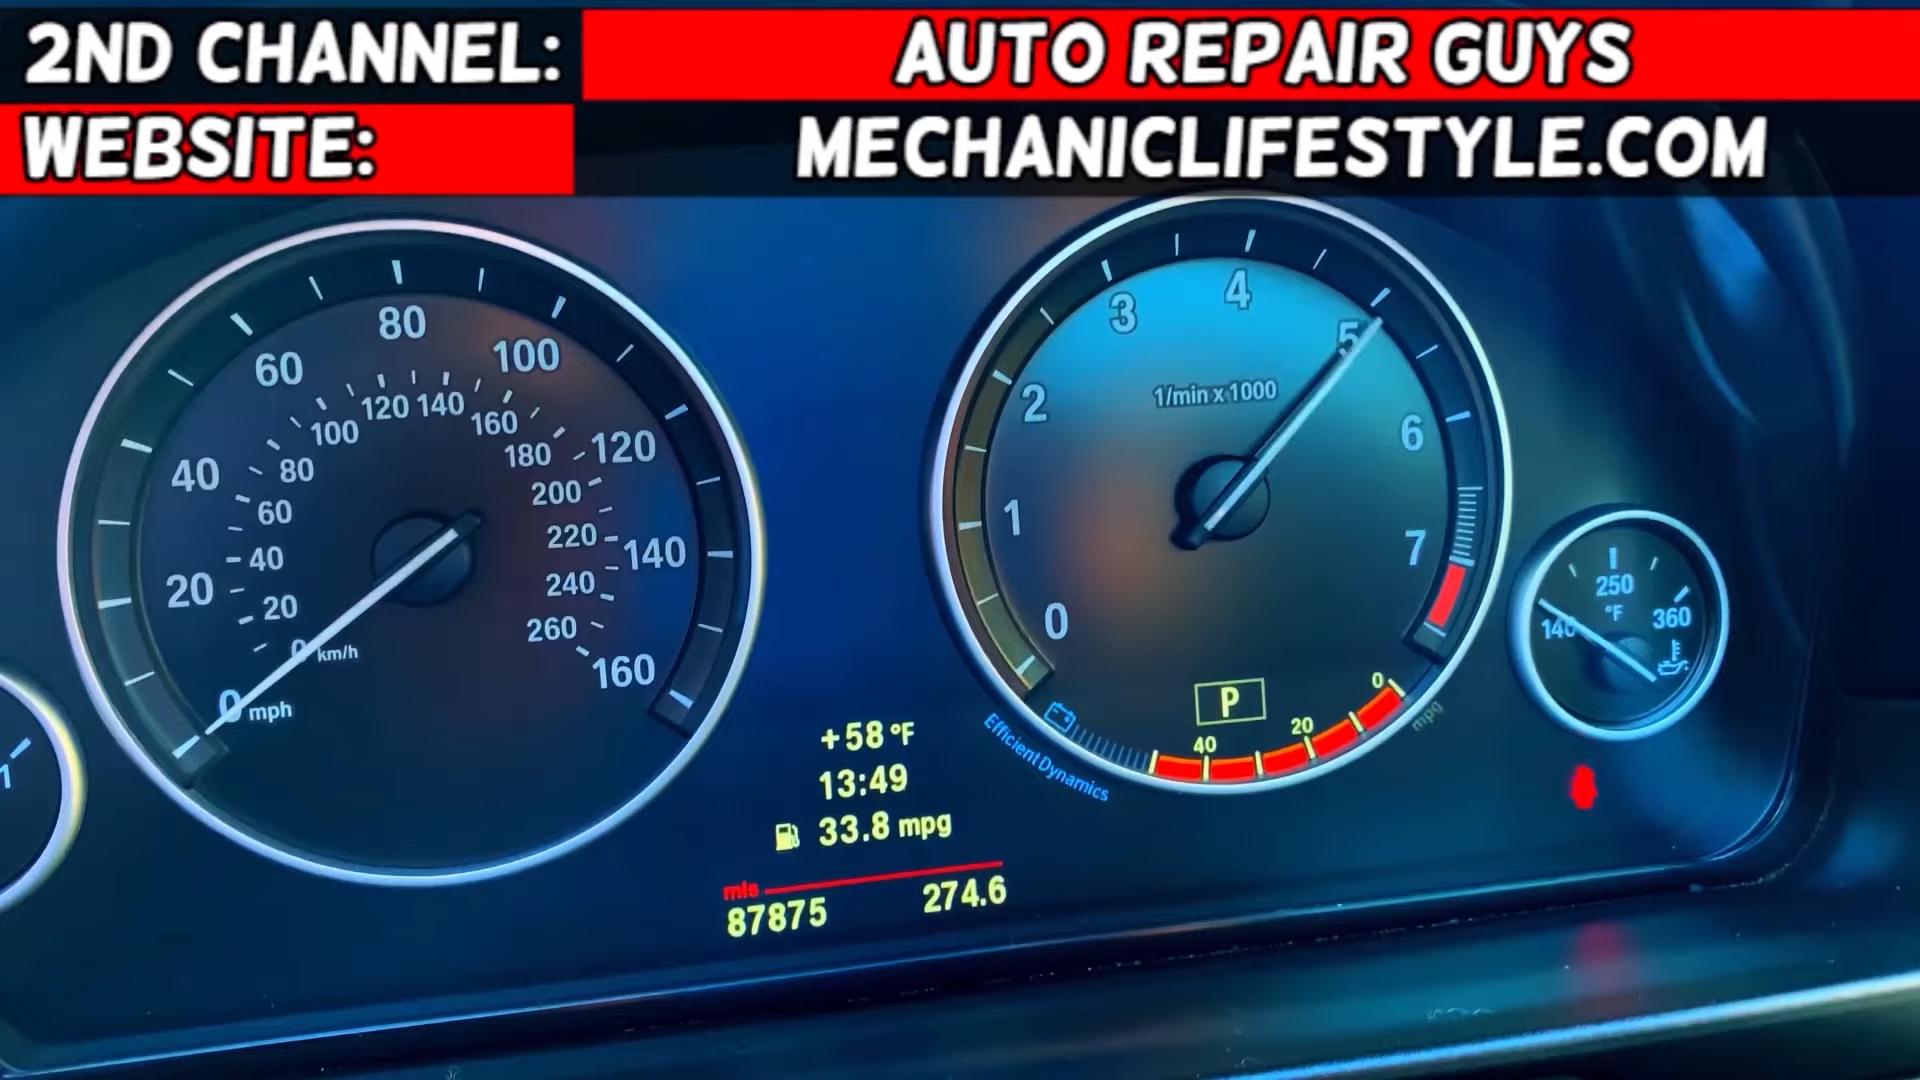 2ND CHANNEL: AUTO REPAIR GUYS
WEBSITE: MECHANICLIFESTYLE.COM
0 20 40 60 80 100 120 140 160
mph
0 20 40 60 80 100 120 140 160 180 200 220 240 260
km/h
0 1 2 3 4 5 6 7
1/min x 1000
P
40 20 0
mpg
EfficientDynamics
140 250 360
°F
+58 °F
13:49
33.8 mpg
mls
87875 274.6
1